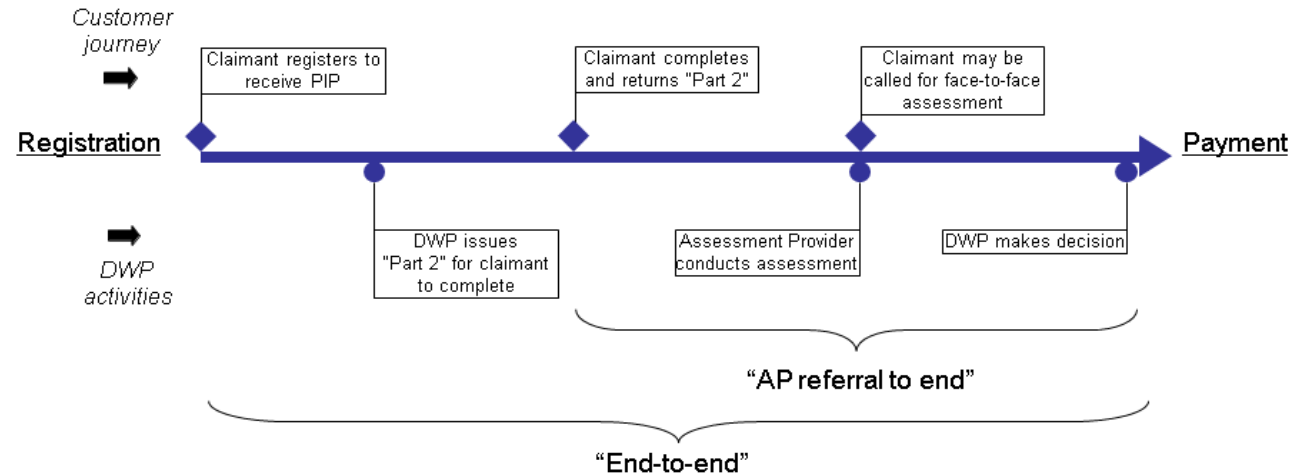 Customer
journey
Claimant registers to
receive PIP
Claimant completes
and returns "Part 2"
Claimant may be
called for face-to-face
assessment
Registration
Payment
DWP
activities
DWP issues
"Part 2" for claimant
to complete
Assessment Provider
conducts assessment
DWP makes decision
“AP referral to end”
“End-to-end”